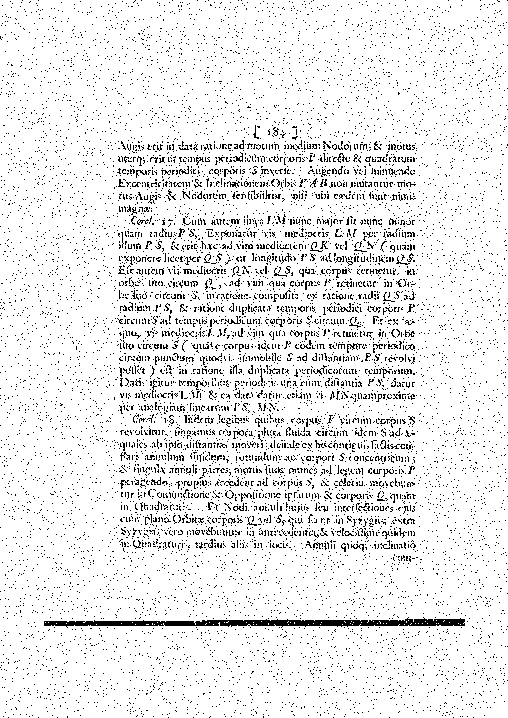 [ 184 ]
Augis erit in data ratione ad motum medium Nodorum; & motus
uterq; erit ut tempus periodicum corporis P directe & quadratum
temporis periodici corporis S inverse. Augendo vel minuendo
Excentricitatem & Inclinationem Orbis P A B non mutantur mo-
tus Augis & Nodorum sensibiliter, nisi ubi eædem sunt nimis
magnæ.
Corol. 17. Cum autem linea L M nunc major sit nunc minor
quam radius P S, Exponatur vis mediocris L M per radium
illum P S, & erit hæc ad vim mediocrem Q K vel Q N (quam
exponere licet per Q S) ut longitudo P S ad longitudinem Q S.
Est autem vis mediocris Q N vel Q S, qua corpus retinetur in
orbe suo circum Q, ad vim qua corpus P retinetur in Or-
be suo circum S, in ratione composita ex ratione radii Q S ad
radium P S, & ratione duplicata temporis periodici corporis P
circum S ad tempus periodicum corporis S circum Q. Et ex æ-
quo, vis mediocris L M, ad vim qua corpus P retinetur in Orbe
suo circum S (quave corpus idem P eodem tempore periodico
circum punctum quodvis immobile S ad distantiam P S revolvi
posset) est in ratione illa duplicata periodicorum temporum.
Datis igitur temporibus periodicis una cum distantia P S, datur
vis mediocris L M; & ea data datur etiam vis M N quamproxime
per analogiam linearum P S, M N.
Corol. 18. Iisdem legibus quibus corpus P circum corpus S
revolvitur, fingamus corpora plura fluida circum idem S ad æ-
quales ab ipso distantias moveri; deinde ex his contiguis factis con-
flari annulum fluidum, rotundum ac corpori S concentricum;
& singulæ annuli partes, motus suos omnes ad legem corporis P
peragendo, propius accedent ad corpus S, & celerius movebun-
tur in Conjunctione & Oppositione ipsarum & corporis Q, quam
in Quadraturis. Et Nodi annuli hujus seu intersectiones ejus
cum plano Orbitæ corporis Q vel S, quiescent in Syzygiis; extra
Syzygias vero movebuntur in antecedentia, & velocissime quidem
in Quadraturis, tardius aliis in locis. Annuli quoq; inclinatio